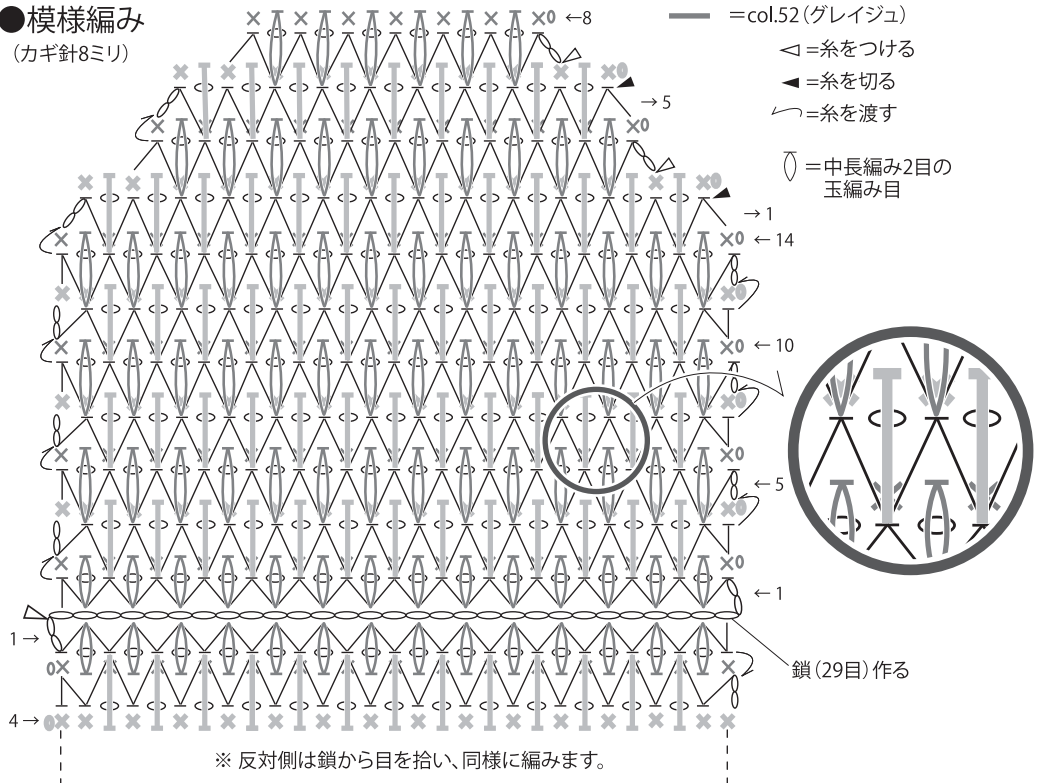 ●模様編み
(カギ針8ミリ)
←8
=col.52(グレイジュ)
=糸をつける
=糸を切る
=糸を渡す
=中長編み2目の
玉編み目
→5
→1
←14
←10
←5
←1
1→
鎖(29目)作る
4→
※ 反対側は鎖から目を拾い、同様に編みます。